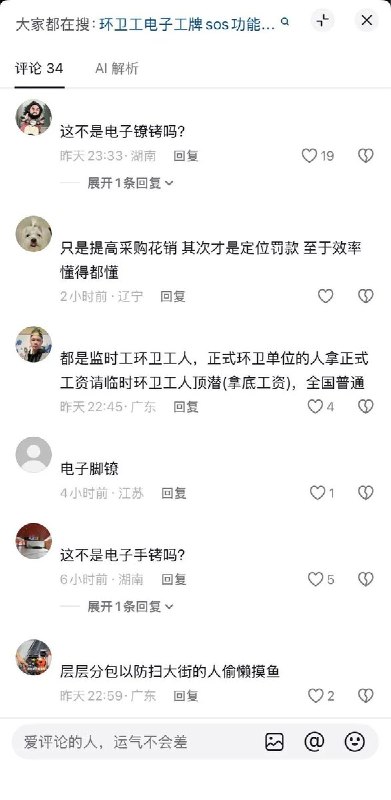 大家都在搜：环卫工电子工牌sos功能...
评论 34 AI 解析
这不是电子镣铐吗？
昨天 23:33 · 湖南 回复 19
展开1条回复
只是提高采购花销 其次才是定位罚款 至于效率
懂得都懂
2小时前 · 辽宁 回复
都是监时工环卫工人，正式环卫单位的人拿正式
工资请临时环卫工人顶潜(拿底工资)，全国普通
昨天 22:45 · 广东 回复 4
电子脚镣
4小时前 · 江苏 回复 1
这不是电子手铐吗？
6小时前 · 湖南 回复 5
展开1条回复
层层分包以防扫大街的人偷懒摸鱼
昨天 22:59 · 广东 回复 2
爱评论的人，运气不会差